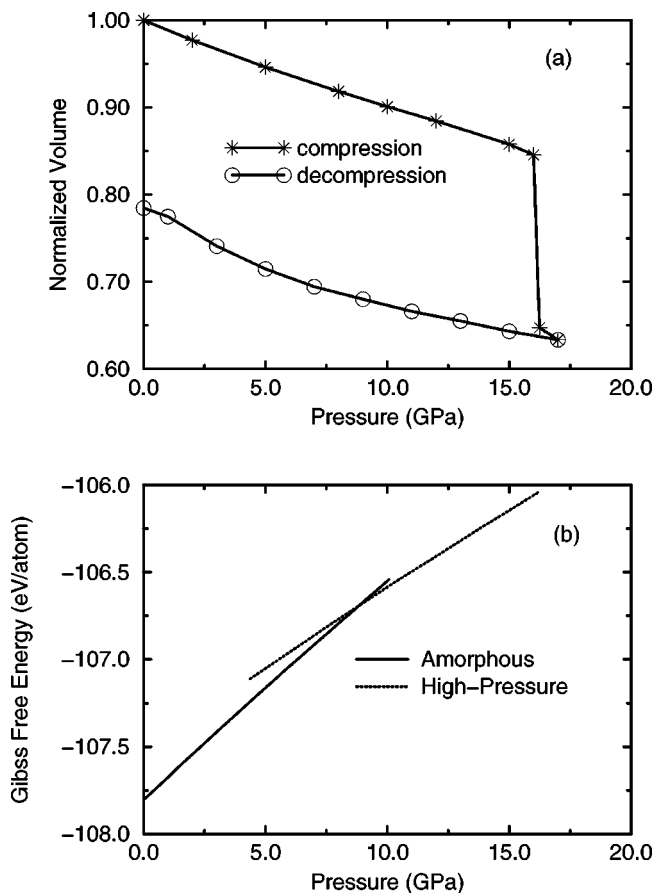 1.00
0.90
0.80
0.70
0.60
Normalized Volume
(a)
compression
decompression
0.0 5.0 10.0 15.0 20.0
Pressure (GPa)
−106.0
−106.5
−107.0
−107.5
−108.0
Gibss Free Energy (eV/atom)
(b)
Amorphous
High−Pressure
0.0 5.0 10.0 15.0 20.0
Pressure (GPa)